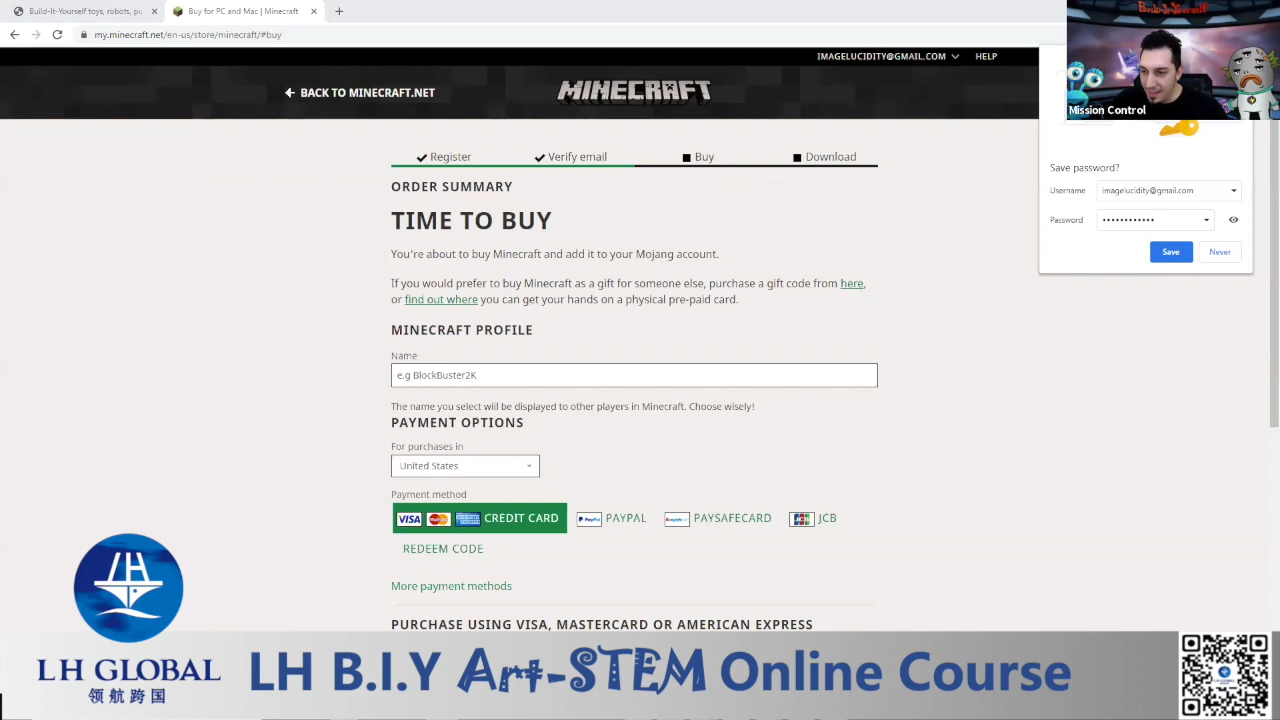 Build-It-Yourself toys, robots, pu
Buy for PC and Mac | Minecraft
my.minecraft.net/en-us/store/minecraft/#buy
IMAGELUCIDITY@GMAIL.COM
HELP
BACK TO MINECRAFT.NET
MINECRAFT
Build-It-Yourself
Mission Control
Register
Verify email
Buy
Download
ORDER SUMMARY
TIME TO BUY
You're about to buy Minecraft and add it to your Mojang account.
If you would prefer to buy Minecraft as a gift for someone else, purchase a gift code from here,
or find out where you can get your hands on a physical pre-paid card.
MINECRAFT PROFILE
Name
e.g BlockBuster2K
The name you select will be displayed to other players in Minecraft. Choose wisely!
PAYMENT OPTIONS
For purchases in
United States
Payment method
VISA CREDIT CARD PayPal PAYPAL PAYSAFECARD JCB JCB
REDEEM CODE
More payment methods
PURCHASE USING VISA, MASTERCARD OR AMERICAN EXPRESS
Save password?
Username imagelucidity@gmail.com
Password ••••••••••••
Save Never
LH GLOBAL
领航跨国
LH B.I.Y Art-STEM Online Course